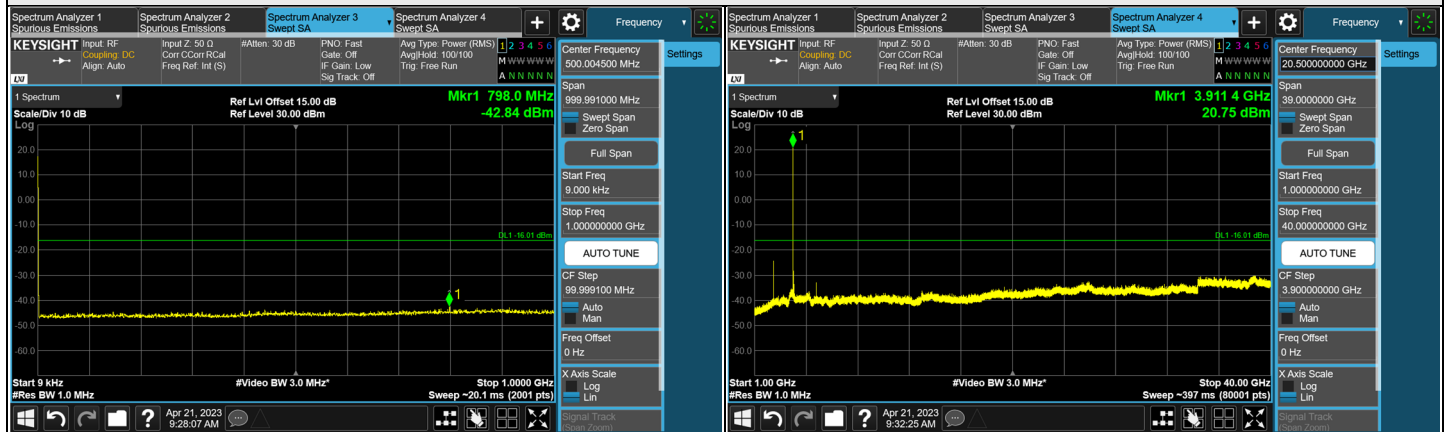 Spectrum Analyzer 1
Spurious Emissions
Spectrum Analyzer 2
Spurious Emissions
Spectrum Analyzer 3
Swept SA
Spectrum Analyzer 4
Swept SA
Frequency
KEYSIGHT
Input: RF
Coupling: DC
Align: Auto
Input Z: 50 Ω
Corr CCorr RCal
Freq Ref: Int (S)
#Atten: 30 dB
PNO: Fast
Gate: Off
IF Gain: Low
Sig Track: Off
Avg Type: Power (RMS)
Avg|Hold: 100/100
Trig: Free Run
1 2 3 4 5 6
M W W W W W
A N N N N N
LXI
Center Frequency
500.004500 MHz
Settings
Span
999.991000 MHz
Swept Span
Zero Span
Full Span
Start Freq
9.000 kHz
Stop Freq
1.000000000 GHz
AUTO TUNE
CF Step
99.999100 MHz
Auto
Man
Freq Offset
0 Hz
X Axis Scale
Log
Lin
Signal Track
(Span Zoom)
1 Spectrum
Scale/Div 10 dB
Log
Ref Lvl Offset 15.00 dB
Ref Level 30.00 dBm
Mkr1 798.0 MHz
-42.84 dBm
20.0
10.0
0.00
-10.0
-20.0
-30.0
-40.0
-50.0
-60.0
DL1 -16.01 dBm
1
Start 9 kHz
#Res BW 1.0 MHz
#Video BW 3.0 MHz*
Stop 1.0000 GHz
Sweep ~20.1 ms (2001 pts)
?
Apr 21, 2023
9:28:07 AM
Spectrum Analyzer 1
Spurious Emissions
Spectrum Analyzer 2
Spurious Emissions
Spectrum Analyzer 3
Swept SA
Spectrum Analyzer 4
Swept SA
Frequency
KEYSIGHT
Input: RF
Coupling: DC
Align: Auto
Input Z: 50 Ω
Corr CCorr RCal
Freq Ref: Int (S)
#Atten: 30 dB
PNO: Fast
Gate: Off
IF Gain: Low
Sig Track: Off
Avg Type: Power (RMS)
Avg|Hold: 100/100
Trig: Free Run
1 2 3 4 5 6
M W W W W W
A N N N N N
LXI
Center Frequency
20.500000000 GHz
Settings
Span
39.0000000 GHz
Swept Span
Zero Span
Full Span
Start Freq
1.000000000 GHz
Stop Freq
40.000000000 GHz
AUTO TUNE
CF Step
3.900000000 GHz
Auto
Man
Freq Offset
0 Hz
X Axis Scale
Log
Lin
Signal Track
(Span Zoom)
1 Spectrum
Scale/Div 10 dB
Log
Ref Lvl Offset 15.00 dB
Ref Level 30.00 dBm
Mkr1 3.911 4 GHz
20.75 dBm
20.0
10.0
0.00
-10.0
-20.0
-30.0
-40.0
-50.0
-60.0
DL1 -16.01 dBm
1
Start 1.00 GHz
#Res BW 1.0 MHz
#Video BW 3.0 MHz*
Stop 40.00 GHz
Sweep ~397 ms (80001 pts)
?
Apr 21, 2023
9:32:25 AM